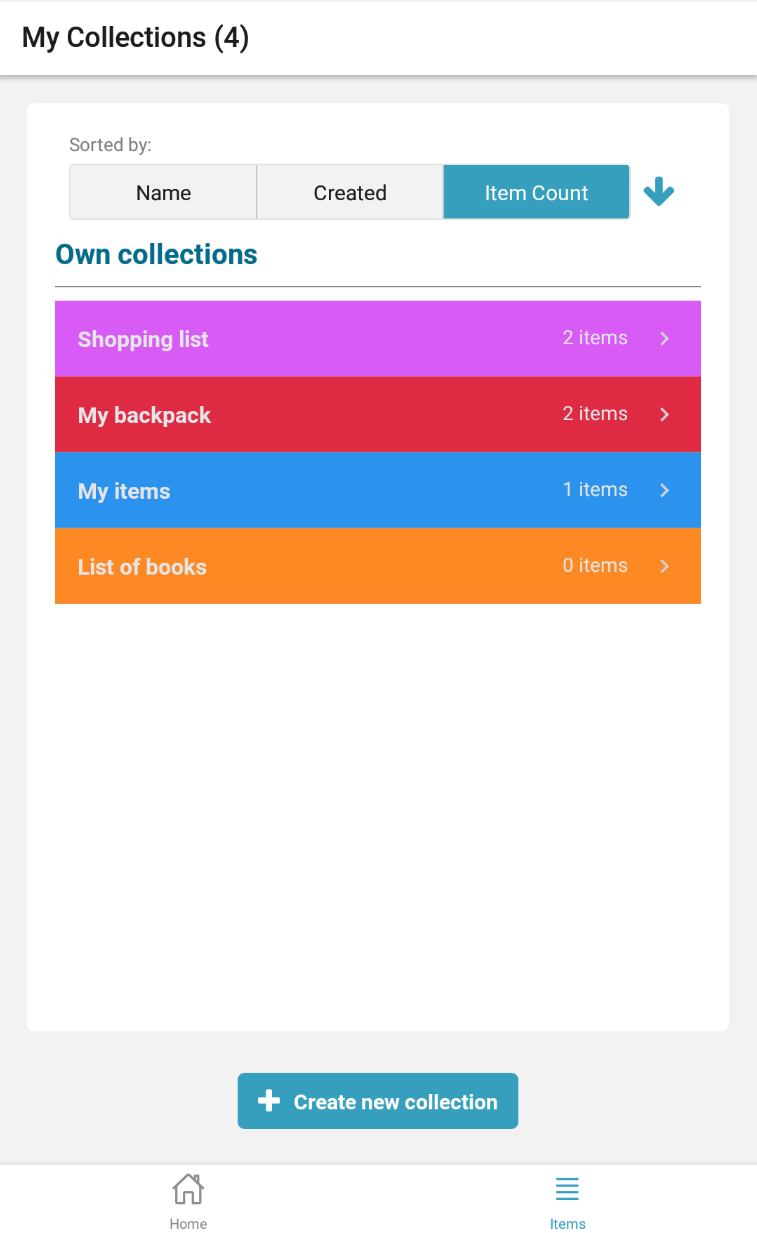 My Collections (4)
Sorted by:
Name Created Item Count
Own collections
Shopping list 2 items
My backpack 2 items
My items 1 items
List of books 0 items
Create new collection
Home Items